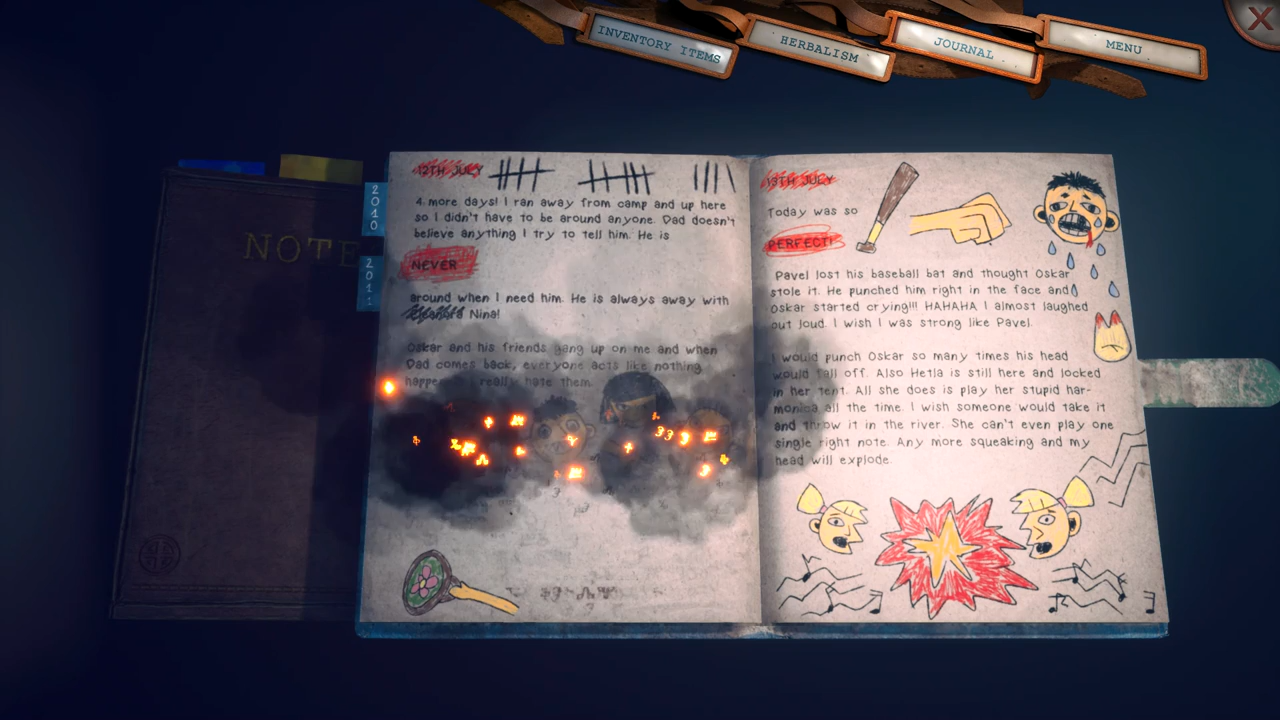 INVENTORY ITEMS
HERBALISM
JOURNAL
MENU
2010
2011
NOTE
12TH JULY
4 more days! I ran away from camp and up here
so I didn't have to be around anyone. Dad doesn't
believe anything I try to tell him. He is
NEVER
around when I need him. He is always away with
Nina!
Oskar and his friends gang up on me and when
Dad comes back, everyone acts like nothing
really hate them.
13TH JULY
Today was so
PERFECT!
Pavel lost his baseball bat and thought Oskar
stole it. He punched him right in the face and
Oskar started crying!!! HAHAHA I almost laughed
out loud. I wish I was strong like Pavel.
I would punch Oskar so many times his head
would fall off. Also Hetla is still here and locked
in her tent. All she does is play her stupid har-
monica all the time. I wish someone would take it
and throw it in the river. She can't even play one
single right note. Any more squeaking and my
head will explode.